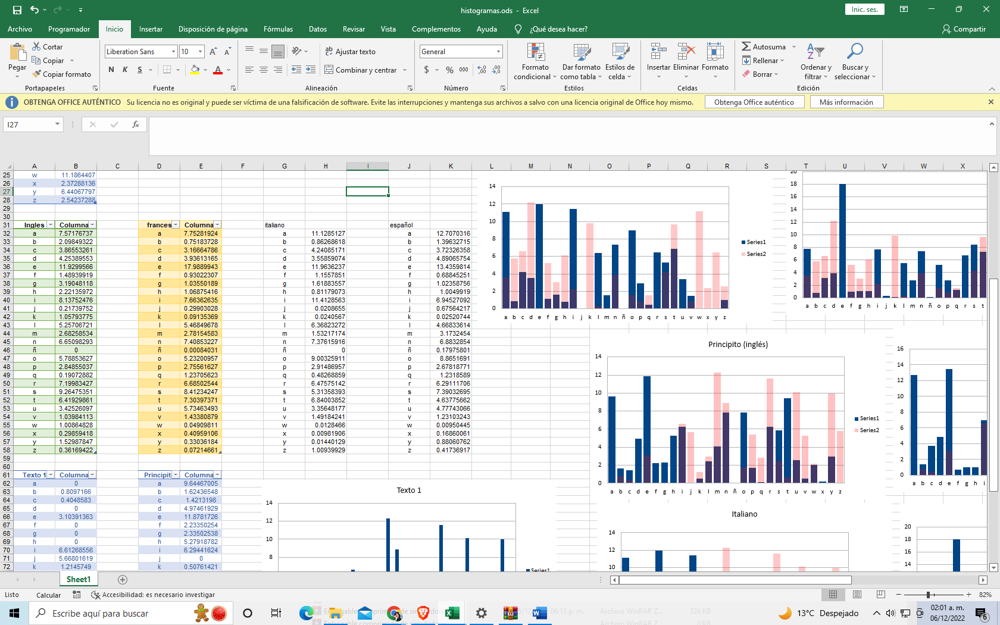 histogramas.ods - Excel
Inic. ses.
Archivo Programador Inicio Insertar Disposición de página Fórmulas Datos Revisar Vista Complementos Ayuda ¿Qué desea hacer? Compartir
Pegar
Cortar
Copiar
Copiar formato
Portapapeles
Liberation Sans 10
N K S
Fuente
Ajustar texto
Combinar y centrar
Alineación
General
$ % 000
Número
Formato condicional
Dar formato como tabla
Estilos de celda
Estilos
Insertar Eliminar Formato
Celdas
Autosuma
Rellenar
Borrar
Ordenar y filtrar
Buscar y seleccionar
Edición
OBTENGA OFFICE AUTÉNTICO Su licencia no es original y puede ser víctima de una falsificación de software. Evite las interrupciones y mantenga sus archivos a salvo con una licencia original de Office hoy mismo. Obtenga Office auténtico Más información
I27 fx
A B C D E F G H I J K L M N O P Q R S T U V W X
25 w 11.1864407
26 x 2.37288136
27 y 6.44067797
28 z 2.54237288
29
30
31 Ingles Columna frances Columna italiano español
32 a 7.57176737 a 7.75281924 a 11.1285127 a 12.7070316
33 b 2.09849322 b 0.75183728 b 0.86268618 b 1.39632715
34 c 3.86553261 c 3.16664786 c 4.24085171 c 3.72326358
35 d 4.25389553 d 3.93613165 d 3.55859074 d 4.89065754
36 e 11.9299566 e 17.9889943 e 11.9636237 e 13.4359814
37 f 1.48939919 f 0.93022307 f 1.1557851 f 0.68845251
38 g 3.19048118 g 1.03550189 g 1.61883557 g 1.02358756
39 h 2.22135972 h 1.06875416 h 0.81179073 h 1.0049919
40 i 8.13752476 i 7.66362635 i 11.4128563 i 6.94527092
41 j 0.21739752 j 0.29903028 j 0.0208655 j 0.67564217
42 k 1.05793775 k 0.09135369 k 0.0240567 k 0.02520744
43 l 5.25706721 l 5.46849678 l 6.36823272 l 4.66833614
44 m 2.68258534 m 2.78154583 m 1.53217174 m 3.1732454
45 n 6.65098293 n 7.40853227 n 7.37615916 n 6.8832854
46 ñ 0 ñ 0.00084031 ñ 0 ñ 0.17975801
47 o 5.78853627 o 5.23200957 o 9.00325911 o 8.8651691
48 p 2.84855037 p 2.75561627 p 2.91486957 p 2.67818771
49 q 0.19072882 q 1.23705623 q 0.48268859 q 1.2318589
50 r 7.19983427 r 6.68502544 r 6.47575142 r 6.29111706
51 s 9.26475351 s 8.41234247 s 5.31358393 s 7.39032695
52 t 6.41929861 t 7.30397371 t 6.84003852 t 4.63775662
53 u 3.42526097 u 5.73463493 u 3.35648177 u 4.77743066
54 v 1.03984113 v 1.43380879 v 1.49184241 v 1.23103243
55 w 1.00864828 w 0.04909811 w 0.0128466 w 0.00950445
56 x 0.29859418 x 0.40959106 x 0.00981906 x 0.16860061
57 y 1.52987847 y 0.33036184 y 0.01440129 y 0.88060762
58 z 0.36169422 z 0.07214661 z 1.00939929 z 0.41736917
59
60
61 Texto 1 Columna Principit Columna
62 a 0 a 9.64467005
63 b 0.8097166 b 1.62436548
64 c 0.4048583 c 1.4213198
65 d 0 d 4.97461929
66 e 3.10391363 e 11.8781726
67 f 0 f 2.23350254
68 g 0 g 2.33502538
69 h 0 h 5.27918782
70 i 6.61268556 i 6.29441624
71 j 5.66801619 j 0
72 k 1.2145749 k 0.50761421
14
12
10
8
6
4
2
0
a b c d e f g h i j k l m n ñ o p q r s t u v w x y z
Series1
Series2
20
18
16
14
12
10
8
6
4
2
0
a b c d e f g h i j k l m n ñ o p q r s t
Principito (inglés)
14
12
10
8
6
4
2
0
a b c d e f g h i j k l m n ñ o p q r s t u v w x y z
Series1
Series2
16
14
12
10
8
6
4
2
0
a b c d e f g h i
Texto 1
14
12
10
8
Series1
Italiano
14
12
10
20
18
16
14
Sheet1
Listo Calcular Accesibilidad: es necesario investigar 82%
Escribe aquí para buscar
13°C Despejado
02:01 a. m.
06/12/2022
6